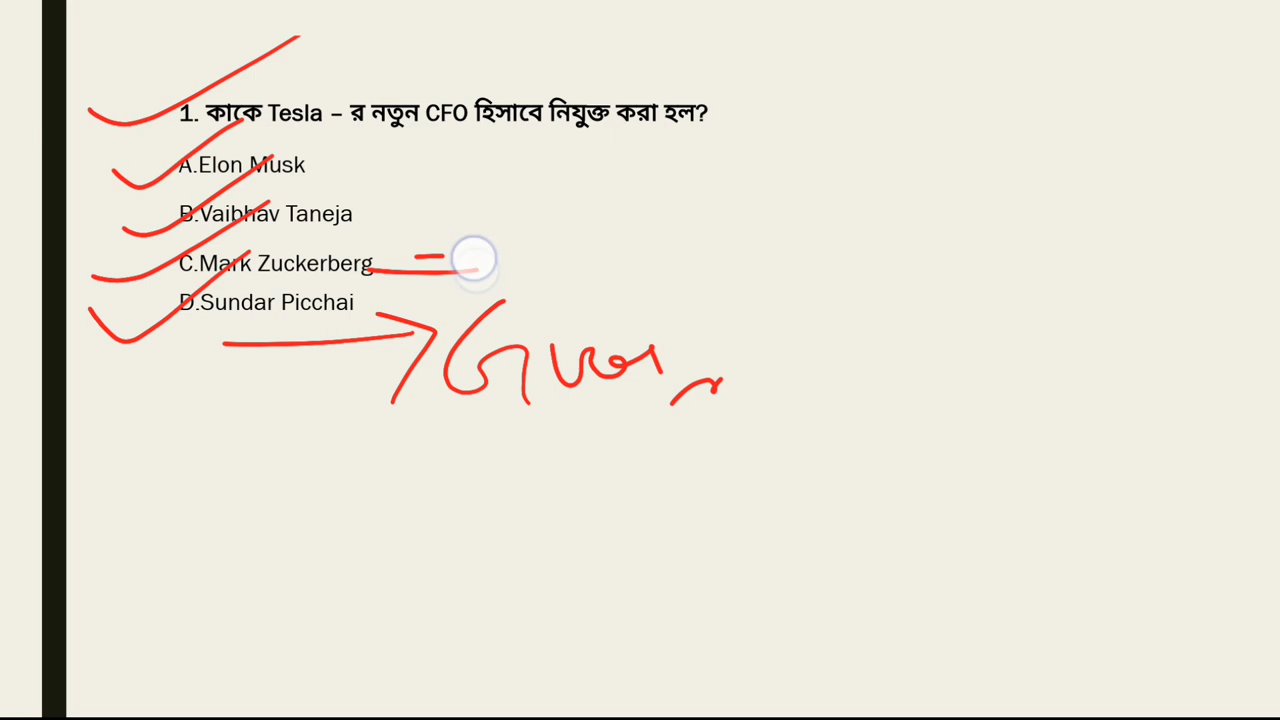 1. কাকে Tesla – র নতুন CFO হিসাবে নিযুক্ত করা হল?
A.Elon Musk
B.Vaibhav Taneja
C.Mark Zuckerberg
D.Sundar Picchai